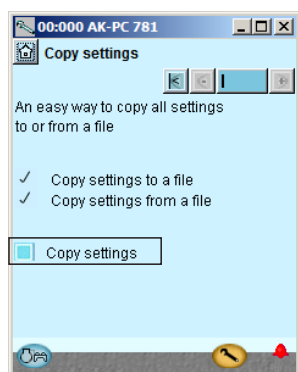 00:000 AK-PC 781
Copy settings
An easy way to copy all settings
to or from a file
Copy settings to a file
Copy settings from a file
Copy settings